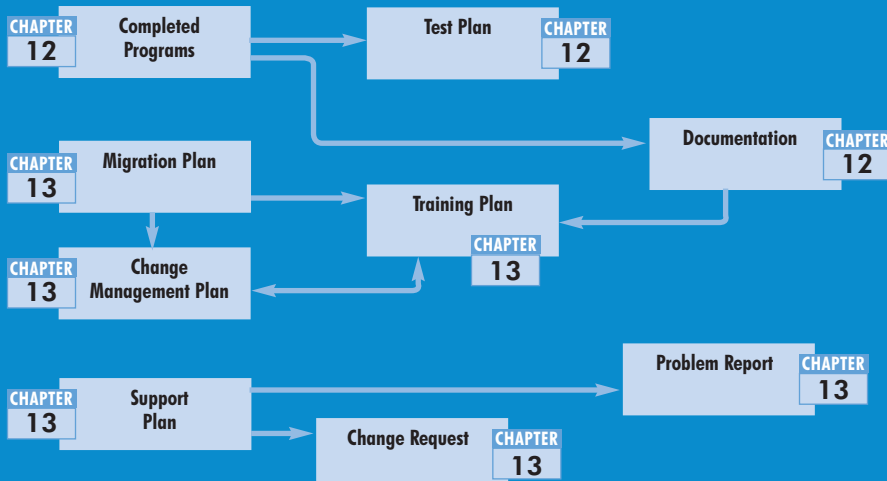 CHAPTER
12
Completed
Programs
Test Plan
CHAPTER
12
Documentation
CHAPTER
12
CHAPTER
13
Migration Plan
Training Plan
CHAPTER
13
CHAPTER
13
Change
Management Plan
Problem Report
CHAPTER
13
CHAPTER
13
Support
Plan
Change Request
CHAPTER
13